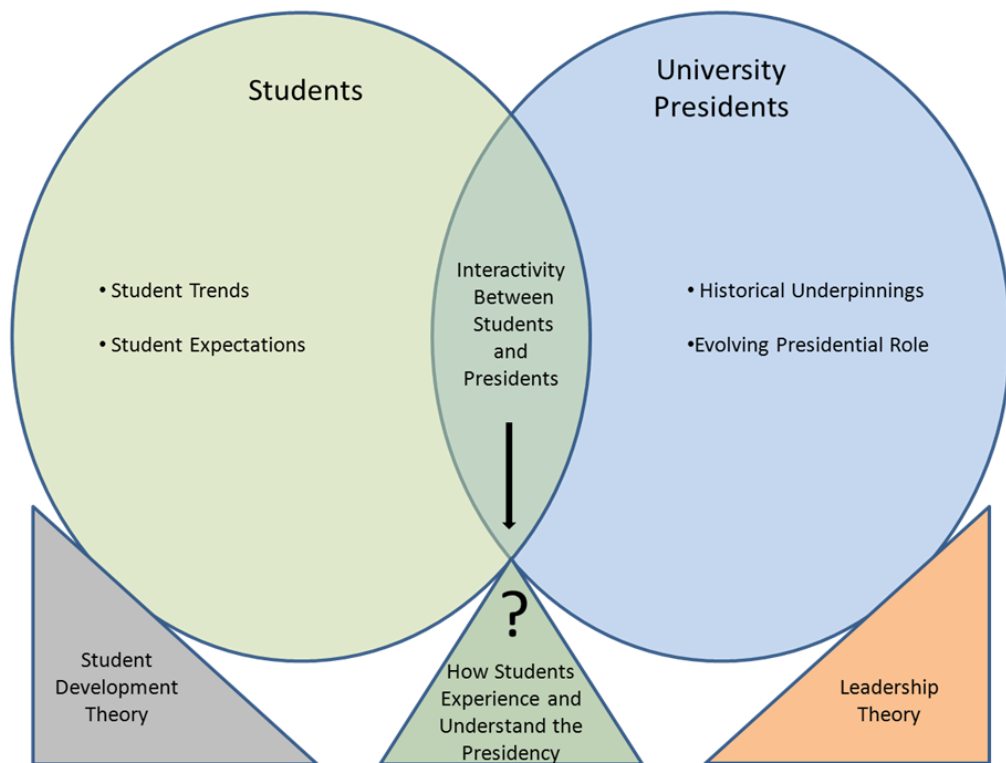 Students
University
Presidents
• Student Trends
• Student Expectations
Interactivity
Between
Students
and
Presidents
• Historical Underpinnings
•Evolving Presidential Role
Student
Development
Theory
?
How Students
Experience and
Understand the
Presidency
Leadership
Theory